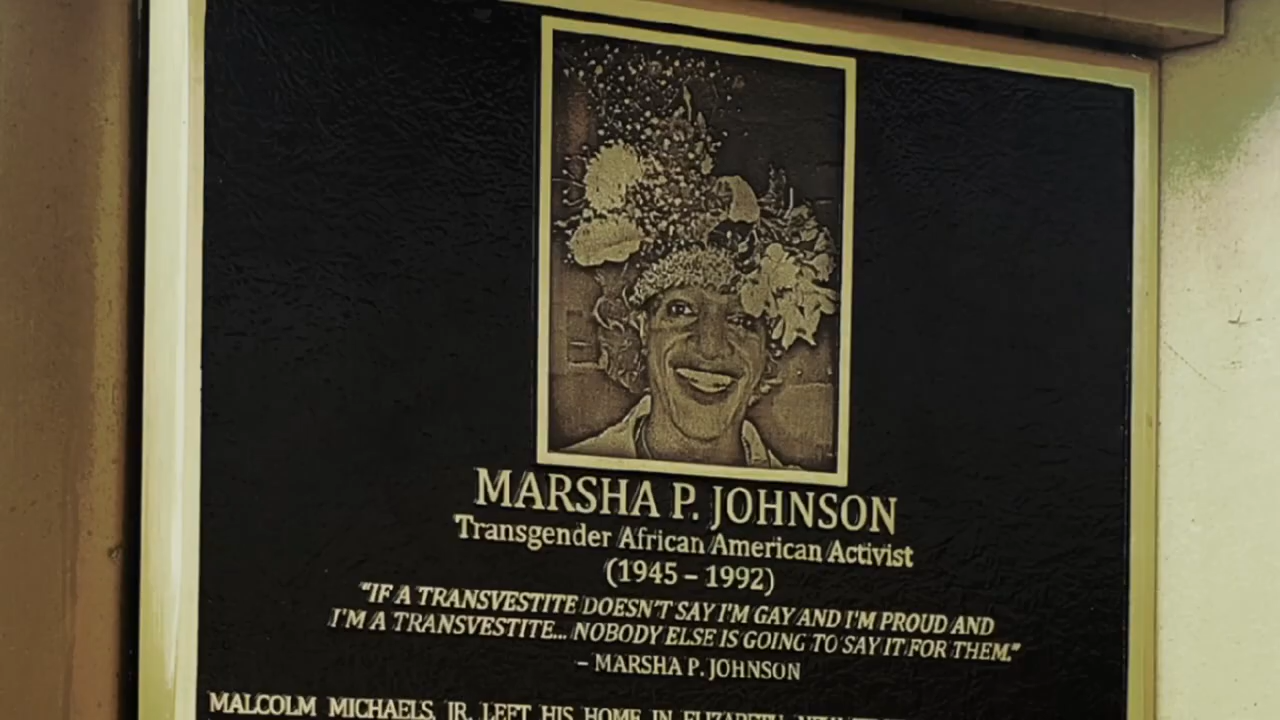 MARSHA P. JOHNSON
Transgender African American Activist
(1945 – 1992)
"IF A TRANSVESTITE DOESN'T SAY I'M GAY AND I'M PROUD AND
I'M A TRANSVESTITE... NOBODY ELSE IS GOING TO SAY IT FOR THEM."
– MARSHA P. JOHNSON
MALCOLM MICHAELS, JR. LEFT HIS HOME IN ELIZABETH,